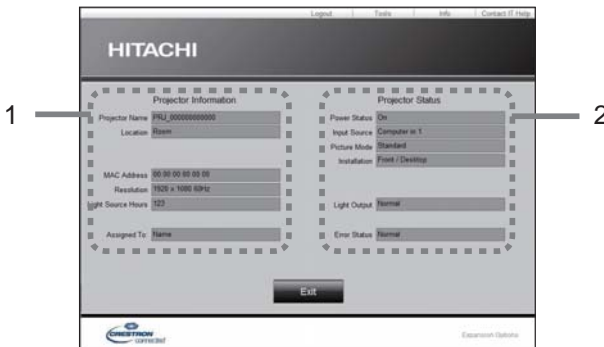 Logout Tools Info Contact IT Help
HITACHI
1
2
Projector Information
Projector Name PRJ_000000000000
Location Room
MAC Address 00:00:00:00:00:00
Resolution 1920 x 1080 60Hz
Light Source Hours 123
Assigned To: Name
Projector Status
Power Status On
Input Source Computer in 1
Picture Mode Standard
Installation Front / Desktop
Light Output Normal
Error Status Normal
Exit
CRESTRON
connected
Expansion Options